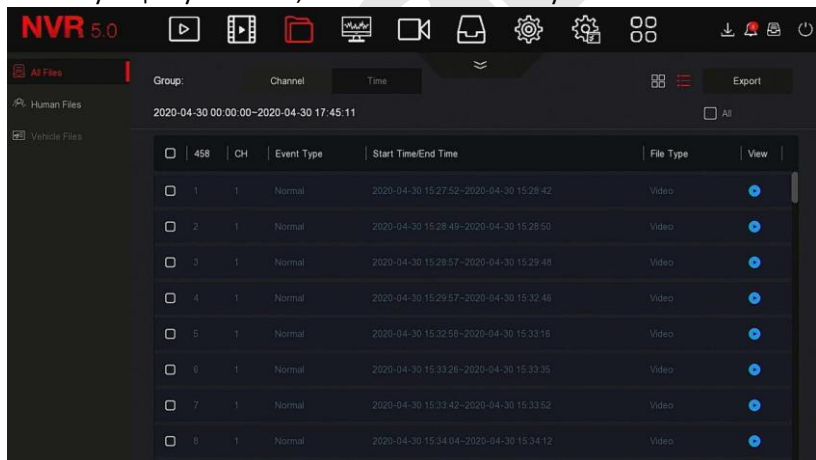 NVR 5.0
All Files
Human Files
Vehicle Files
Group: Channel Time Export
2020-04-30 00:00:00~2020-04-30 17:45:11 All
458 CH Event Type Start Time/End Time File Type View
1 1 Normal 2020-04-30 15:27:52~2020-04-30 15:28:42 Video
2 1 Normal 2020-04-30 15:28:49~2020-04-30 15:28:50 Video
3 1 Normal 2020-04-30 15:28:57~2020-04-30 15:29:48 Video
4 1 Normal 2020-04-30 15:29:57~2020-04-30 15:32:46 Video
5 1 Normal 2020-04-30 15:32:58~2020-04-30 15:33:16 Video
6 1 Normal 2020-04-30 15:33:26~2020-04-30 15:33:35 Video
7 1 Normal 2020-04-30 15:33:42~2020-04-30 15:33:52 Video
8 1 Normal 2020-04-30 15:34:04~2020-04-30 15:34:12 Video